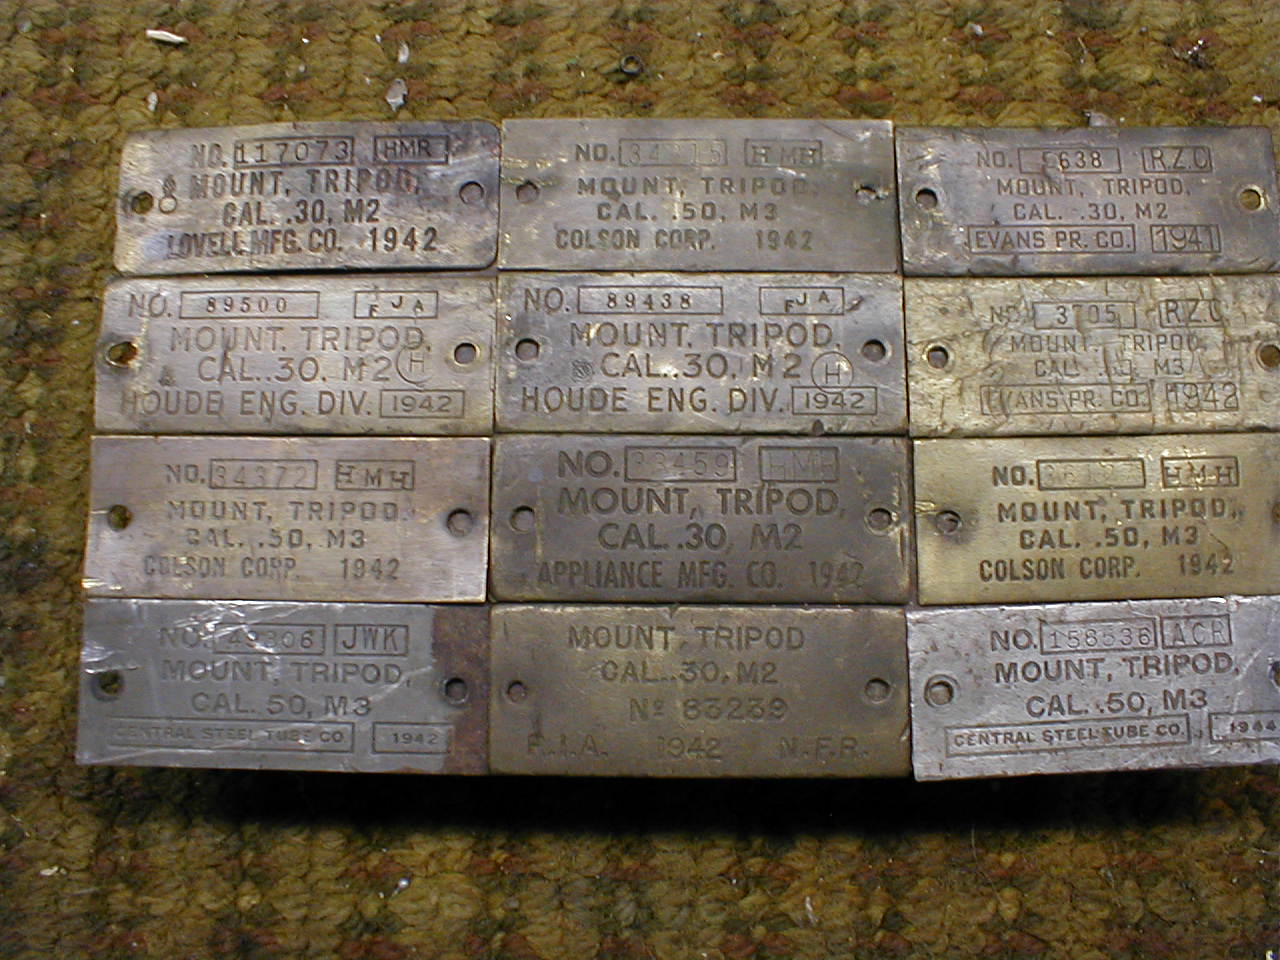 NO. 117073 HMR
MOUNT, TRIPOD,
CAL. .30, M2
LOVELL MFG. CO. 1942
NO. HMH
MOUNT, TRIPOD,
CAL. .50, M3
COLSON CORP. 1942
NO. R.Z.C
MOUNT, TRIPOD,
CAL. .30, M2
EVANS PR. CO. 1941
NO. 89500 FJA
MOUNT, TRIPOD,
CAL..30, M2 H
HOUDE ENG. DIV. 1942
NO. 89438 FJA
MOUNT, TRIPOD,
CAL..30, M2 H
HOUDE ENG. DIV. 1942
NO. 3705 RZC
MOUNT, TRIPOD,
CAL. M3
EVANS PR. CO. 1942
NO. 34372 HMH
MOUNT, TRIPOD,
CAL. .50, M3
COLSON CORP. 1942
NO. HMH
MOUNT, TRIPOD,
CAL. .30, M2
APPLIANCE MFG. CO. 1942
NO. HMH
MOUNT, TRIPOD,
CAL. .50, M3
COLSON CORP. 1942
NO. JWK
MOUNT, TRIPOD,
CAL. .50, M3
CENTRAL STEEL TUBE CO 1942
MOUNT, TRIPOD
CAL..30, M2
Nº 83239
F.I.A. 1942 N.F.R.
NO. 158536 ACR
MOUNT, TRIPOD,
CAL. .50, M3
CENTRAL STEEL TUBE CO. 1944